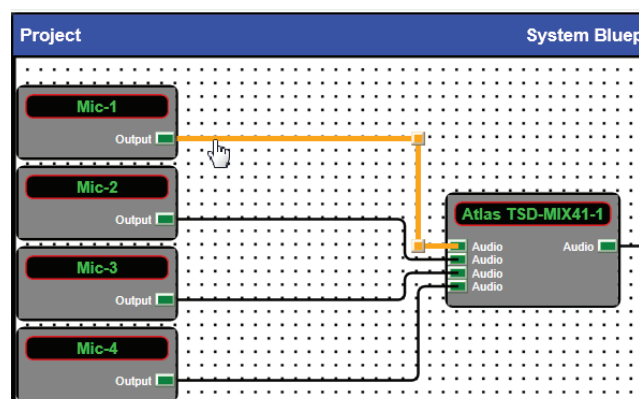 Project
System Bluep
Mic-1
Output
Mic-2
Output
Mic-3
Output
Mic-4
Output
Atlas TSD-MIX41-1
Audio Audio
Audio
Audio
Audio